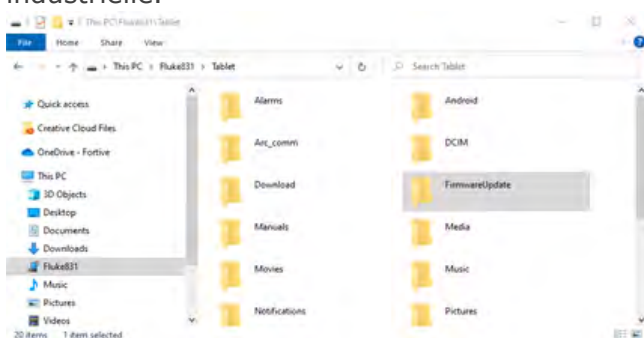 industrielle.
This PC\Fluke831\Tablet
File Home Share View
This PC Fluke831 Tablet
Search Tablet
Quick access
Creative Cloud Files
OneDrive - Fortive
This PC
3D Objects
Desktop
Documents
Downloads
Fluke831
Music
Pictures
Videos
Alarms
Android
Arc_comm
DCIM
Download
FirmwareUpdate
Manuals
Media
Movies
Music
Notifications
Pictures
20 items 1 item selected